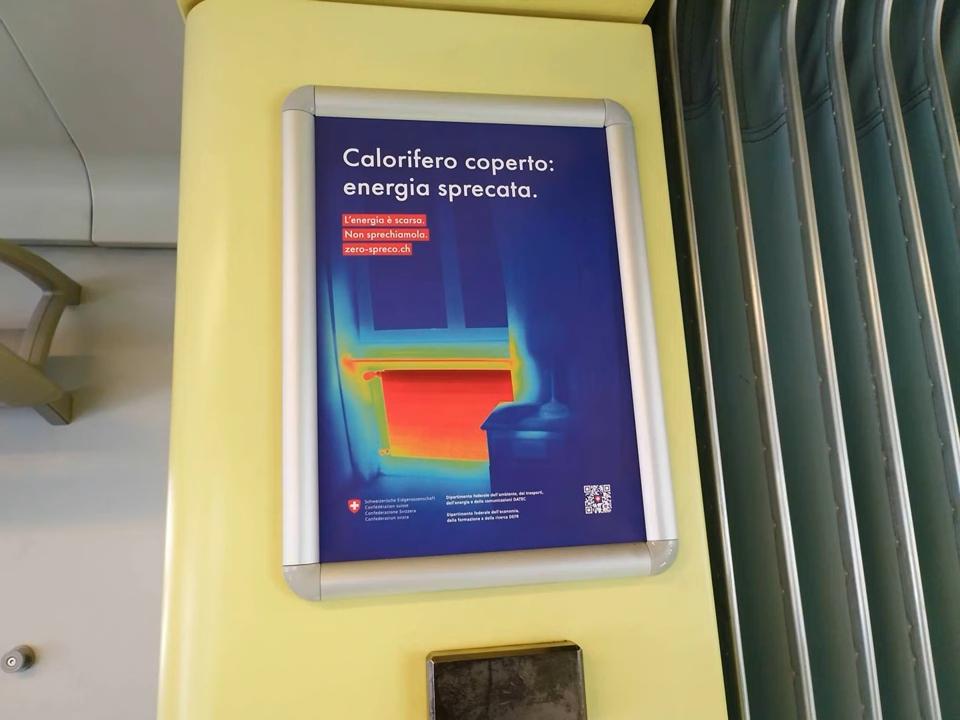 Calorifero coperto:
energia sprecata.
L'energia è scarsa.
Non sprechiamola.
zero-spreco.ch
Schweizerische Eidgenossenschaft
Confédération suisse
Confederazione Svizzera
Confederaziun svizra
Dipartimento federale dell'ambiente, dei trasporti,
dell'energia e delle comunicazioni DATEC
Dipartimento federale dell'economia,
della formazione e della ricerca DEFR